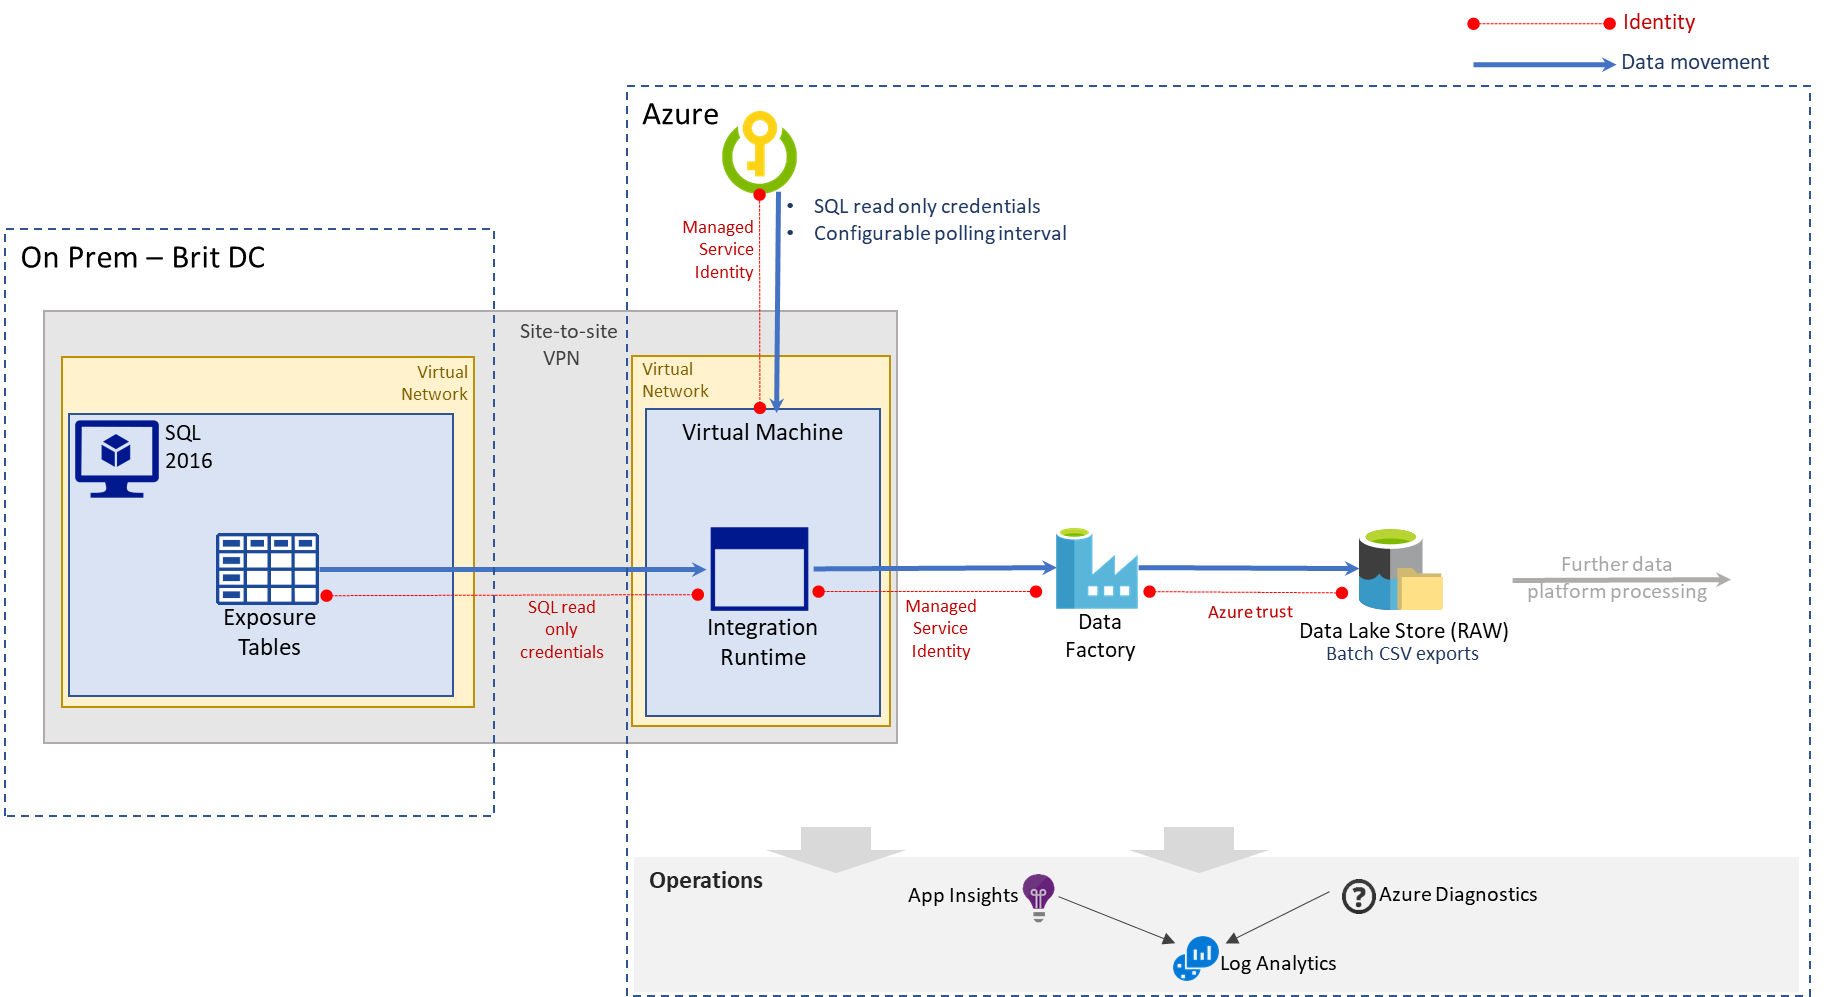 Identity
Data movement
Azure
• SQL read only credentials
• Configurable polling interval
Managed
Service
Identity
On Prem – Brit DC
Site-to-site
VPN
Virtual
Network
Virtual
Network
SQL
2016
Virtual Machine
Exposure
Tables
SQL read
only
credentials
Integration
Runtime
Managed
Service
Identity
Data
Factory
Azure trust
Data Lake Store (RAW)
Batch CSV exports
Further data
platform processing
Operations
App Insights
Azure Diagnostics
Log Analytics